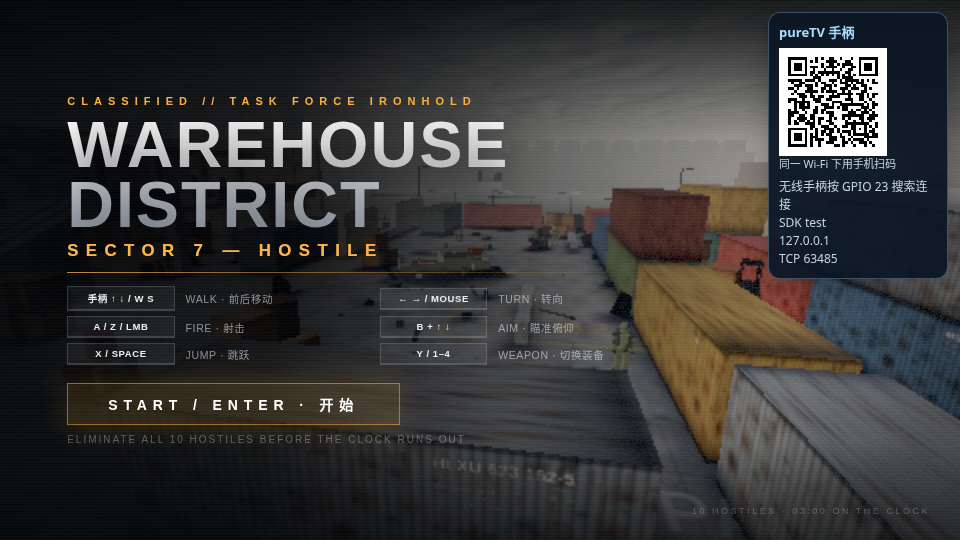 CLASSIFIED // TASK FORCE IRONHOLD
WAREHOUSE
DISTRICT
SECTOR 7 — HOSTILE
手柄 ↑ ↓ / W S WALK · 前后移动
← → / MOUSE TURN · 转向
A / Z / LMB FIRE · 射击
B + ↑ ↓ AIM · 瞄准俯仰
X / SPACE JUMP · 跳跃
Y / 1–4 WEAPON · 切换装备
START / ENTER · 开始
ELIMINATE ALL 10 HOSTILES BEFORE THE CLOCK RUNS OUT
10 HOSTILES · 03:00 ON THE CLOCK
pureTV 手柄
同一 Wi-Fi 下用手机扫码
无线手柄按 GPIO 23 搜索连
接
SDK test
127.0.0.1
TCP 63485